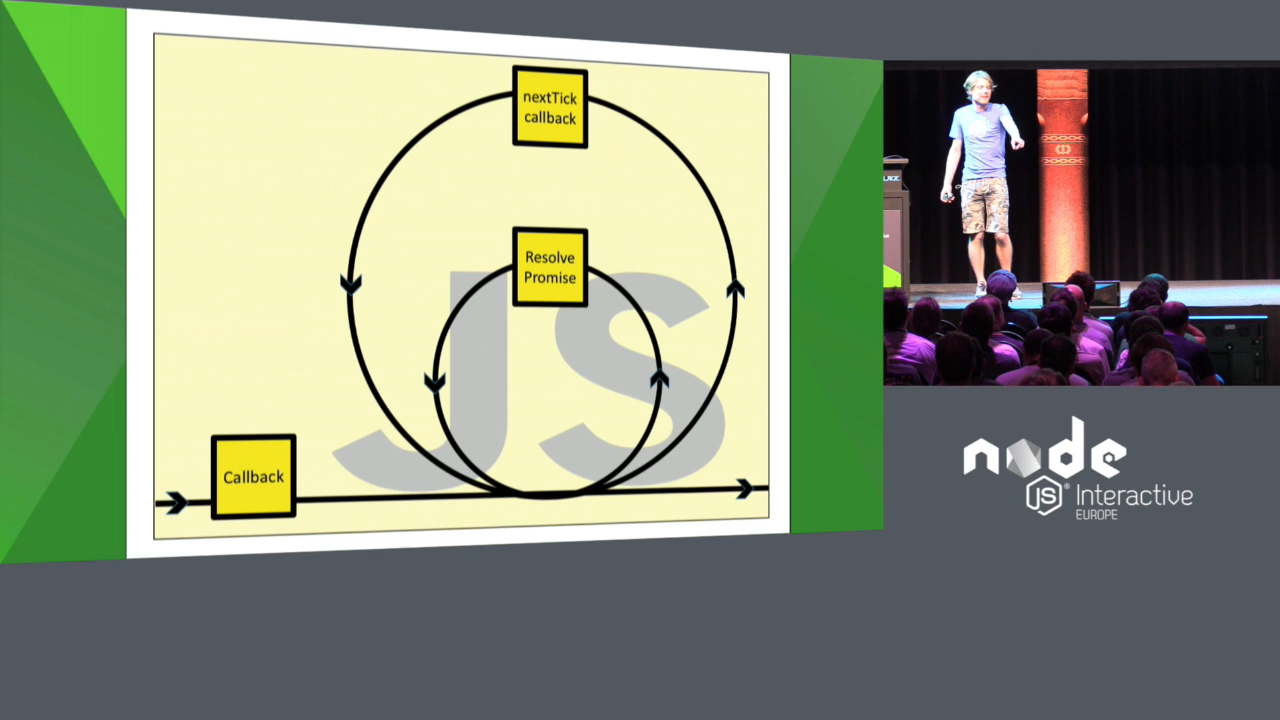 nextTick
callback
Resolve
Promise
JS
Callback
node
JS® Interactive
EUROPE